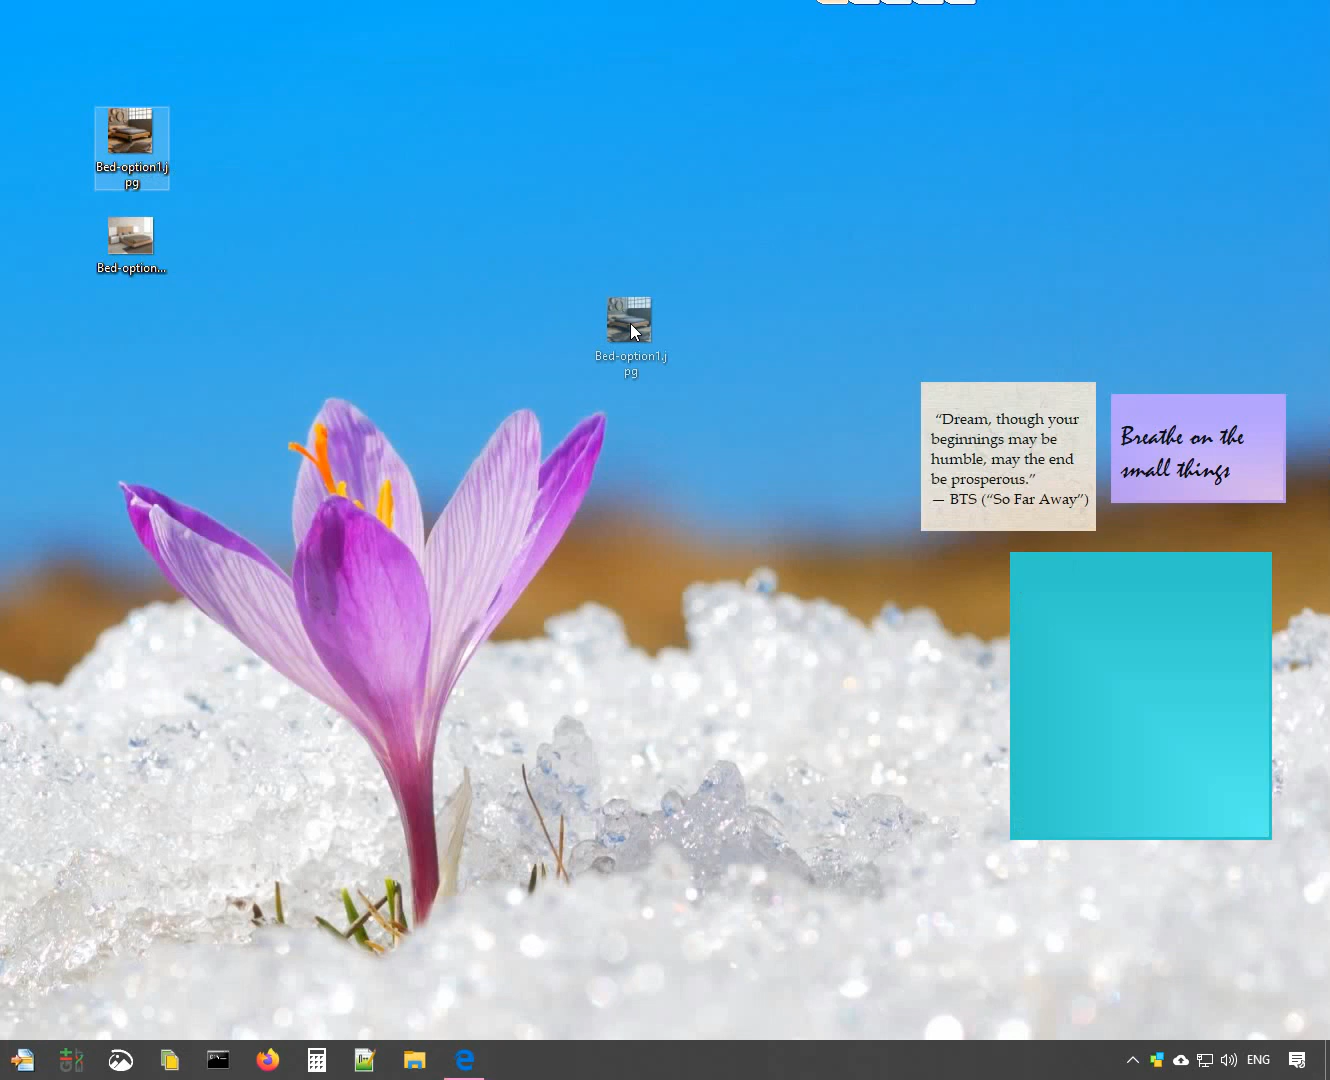 Bed-option1.j
pg
Bed-option...
Bed-option1.j
pg
“Dream, though your
beginnings may be
humble, may the end
be prosperous.”
— BTS (“So Far Away”)
Breathe on the
small things
ENG